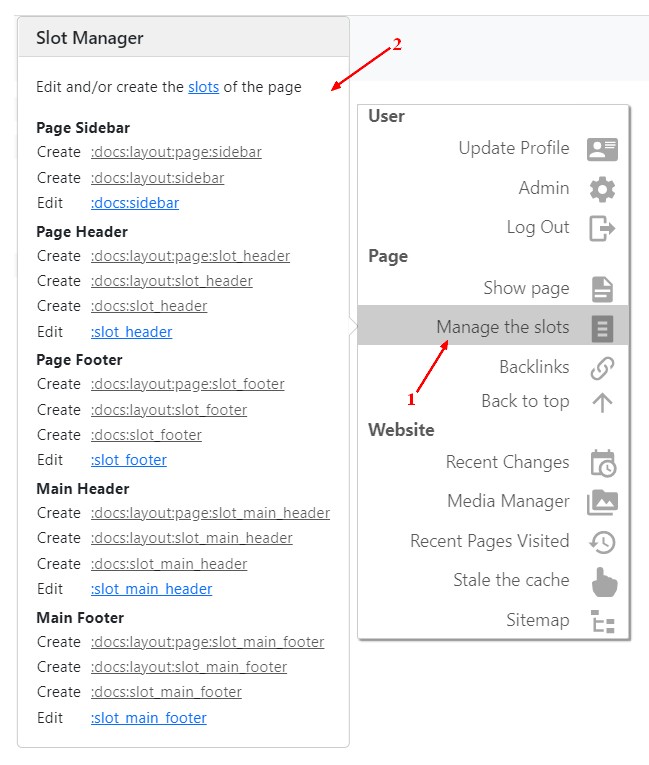 Slot Manager
Edit and/or create the slots of the page
Page Sidebar
Create :docs:layout:page:sidebar
Create :docs:layout:sidebar
Edit :docs:sidebar
Page Header
Create :docs:layout:page:slot_header
Create :docs:layout:slot_header
Create :docs:slot_header
Edit :slot_header
Page Footer
Create :docs:layout:page:slot_footer
Create :docs:layout:slot_footer
Create :docs:slot_footer
Edit :slot_footer
Main Header
Create :docs:layout:page:slot_main_header
Create :docs:layout:slot_main_header
Create :docs:slot_main_header
Edit :slot_main_header
Main Footer
Create :docs:layout:page:slot_main_footer
Create :docs:layout:slot_main_footer
Create :docs:slot_main_footer
Edit :slot_main_footer
2
User
Update Profile
Admin
Log Out
Page
Show page
Manage the slots
1
Backlinks
Back to top
Website
Recent Changes
Media Manager
Recent Pages Visited
Stale the cache
Sitemap